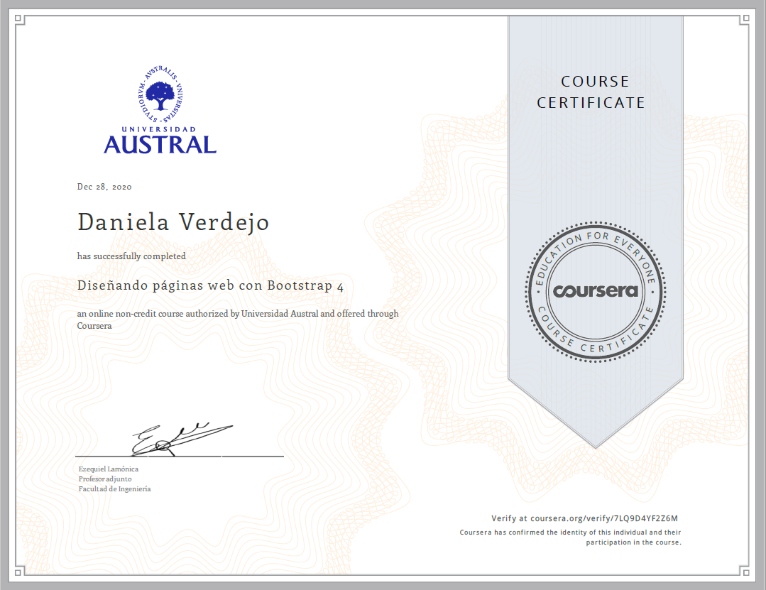 STVDIORVM · AVSTRALIS · VNIVERSITAS
UNIVERSIDAD
AUSTRAL
Dec 28, 2020
Daniela Verdejo
has successfully completed
Diseñando páginas web con Bootstrap 4
an online non-credit course authorized by Universidad Austral and offered through
Coursera
Ezequiel Lamónica
Profesor adjunto
Facultad de Ingeniería
COURSE
CERTIFICATE
EDUCATION FOR EVERYONE
coursera
COURSE CERTIFICATE
Verify at coursera.org/verify/7LQ9D4YF2Z6M
Coursera has confirmed the identity of this individual and their
participation in the course.